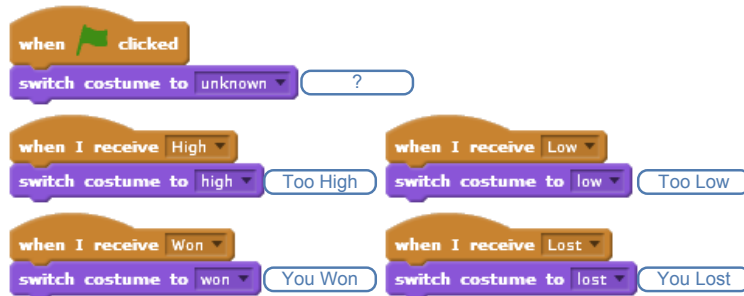 when clicked
switch costume to unknown ?
when I receive High
switch costume to high Too High
when I receive Low
switch costume to low Too Low
when I receive Won
switch costume to won You Won
when I receive Lost
switch costume to lost You Lost